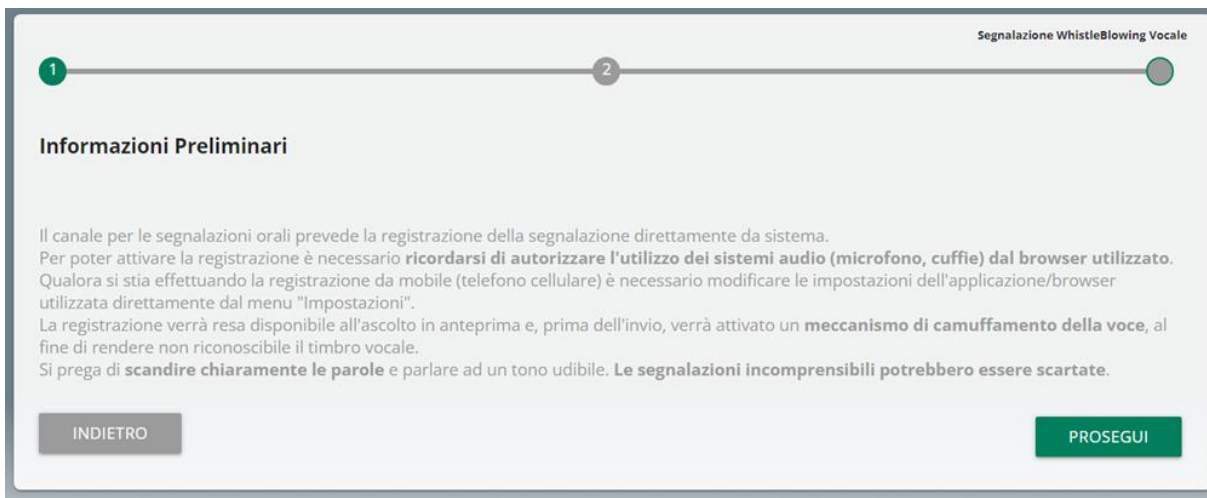 Segnalazione WhistleBlowing Vocale
1
2
Informazioni Preliminari
Il canale per le segnalazioni orali prevede la registrazione della segnalazione direttamente da sistema.
Per poter attivare la registrazione è necessario ricordarsi di autorizzare l'utilizzo dei sistemi audio (microfono, cuffie) dal browser utilizzato.
Qualora si stia effettuando la registrazione da mobile (telefono cellulare) è necessario modificare le impostazioni dell'applicazione/browser
utilizzata direttamente dal menu "Impostazioni".
La registrazione verrà resa disponibile all'ascolto in anteprima e, prima dell'invio, verrà attivato un meccanismo di camuffamento della voce, al
fine di rendere non riconoscibile il timbro vocale.
Si prega di scandire chiaramente le parole e parlare ad un tono udibile. Le segnalazioni incomprensibili potrebbero essere scartate.
INDIETRO
PROSEGUI